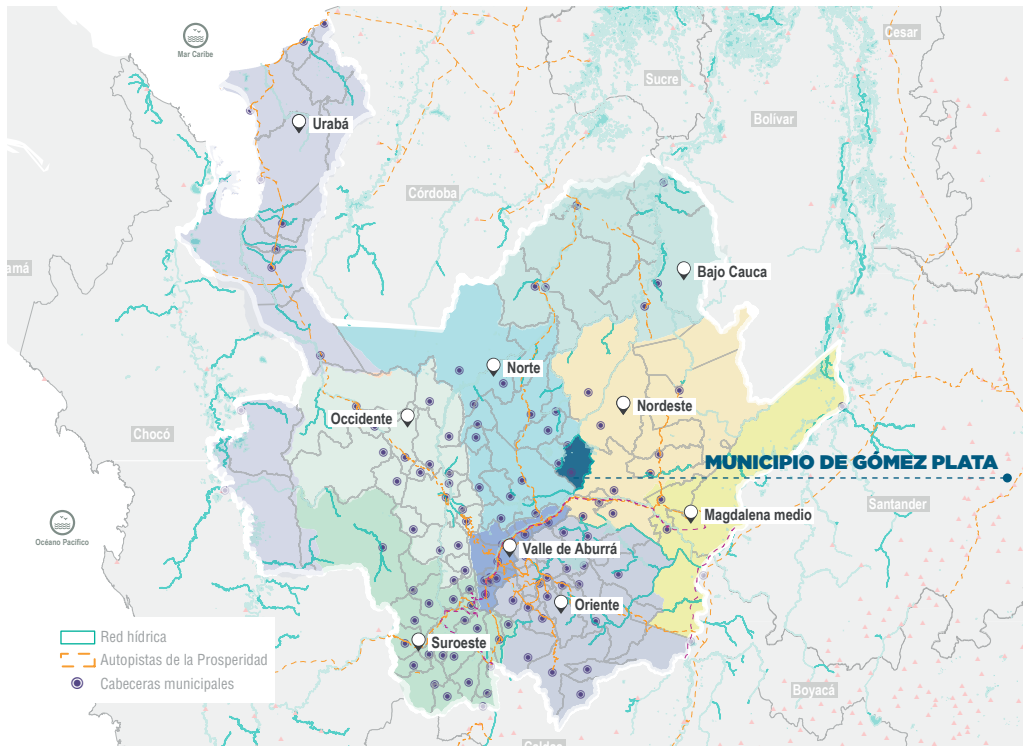 Mar Caribe
Cesar
Sucre
Bolívar
Urabá
Córdoba
amá
Bajo Cauca
Norte
Nordeste
Occidente
Chocó
MUNICIPIO DE GÓMEZ PLATA
Santander
Magdalena medio
Océano Pacífico
Valle de Aburrá
Oriente
Suroeste
Red hídrica
Autopistas de la Prosperidad
Cabeceras municipales
Boyacá